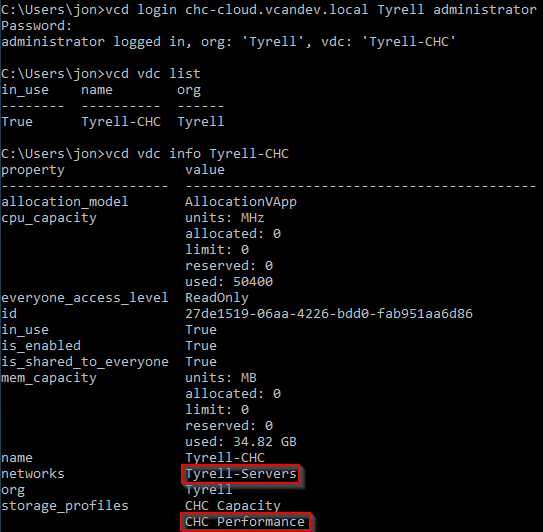 C:\Users\jon>vcd login chc-cloud.vcandev.local Tyrell administrator
Password:
administrator logged in, org: 'Tyrell', vdc: 'Tyrell-CHC'
C:\Users\jon>vcd vdc list
in_use    name        org
--------  ----------  ------
True      Tyrell-CHC  Tyrell
C:\Users\jon>vcd vdc info Tyrell-CHC
property               value
---------------------  --------------------------------------------
allocation_model       AllocationVApp
cpu_capacity           units: MHz
                       allocated: 0
                       limit: 0
                       reserved: 0
                       used: 50400
everyone_access_level  ReadOnly
id                     27de1519-06aa-4226-bdd0-fab951aa6d86
in_use                 True
is_enabled             True
is_shared_to_everyone  True
mem_capacity           units: MB
                       allocated: 0
                       limit: 0
                       reserved: 0
                       used: 34.82 GB
name                   Tyrell-CHC
networks               Tyrell-Servers
org                    Tyrell
storage_profiles       CHC Capacity
                       CHC Performance